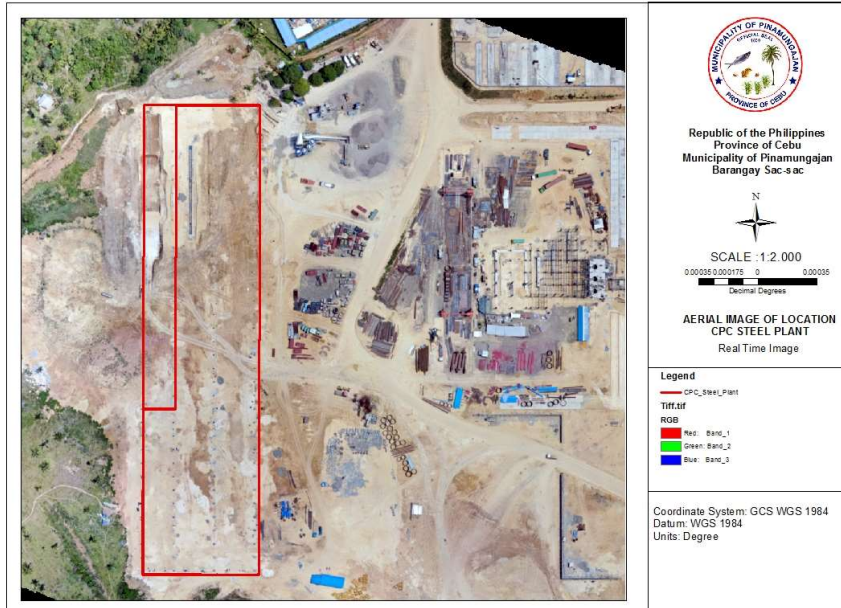 MUNICIPALITY OF PINAMUNGAJAN
OFFICIAL SEAL
PROVINCE OF CEBU
Republic of the Philippines
Province of Cebu
Municipality of Pinamungajan
Barangay Sac-sac
N
SCALE :1:2.000
0.00035 0.000175 0 0.00035
Decimal Degrees
AERIAL IMAGE OF LOCATION
CPC STEEL PLANT
Real Time Image
Legend
CPC_Steel_Plant
Tiff.tif
RGB
Red: Band_1
Green: Band_2
Blue: Band_3
Coordinate System: GCS WGS 1984
Datum: WGS 1984
Units: Degree